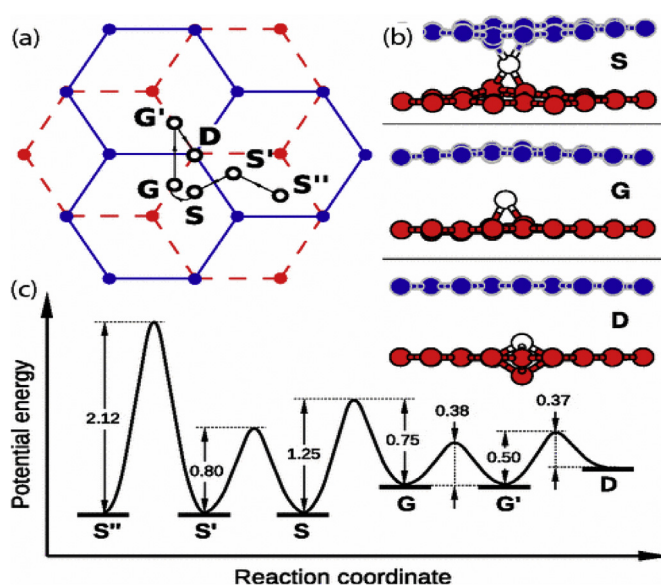 (a)
G'
D
S'
S''
G
S
(b)
S
G
D
(c)
Potential energy
2.12
0.80
1.25
0.75
0.38
0.50
0.37
S"
S'
S
G
G'
D
Reaction coordinate